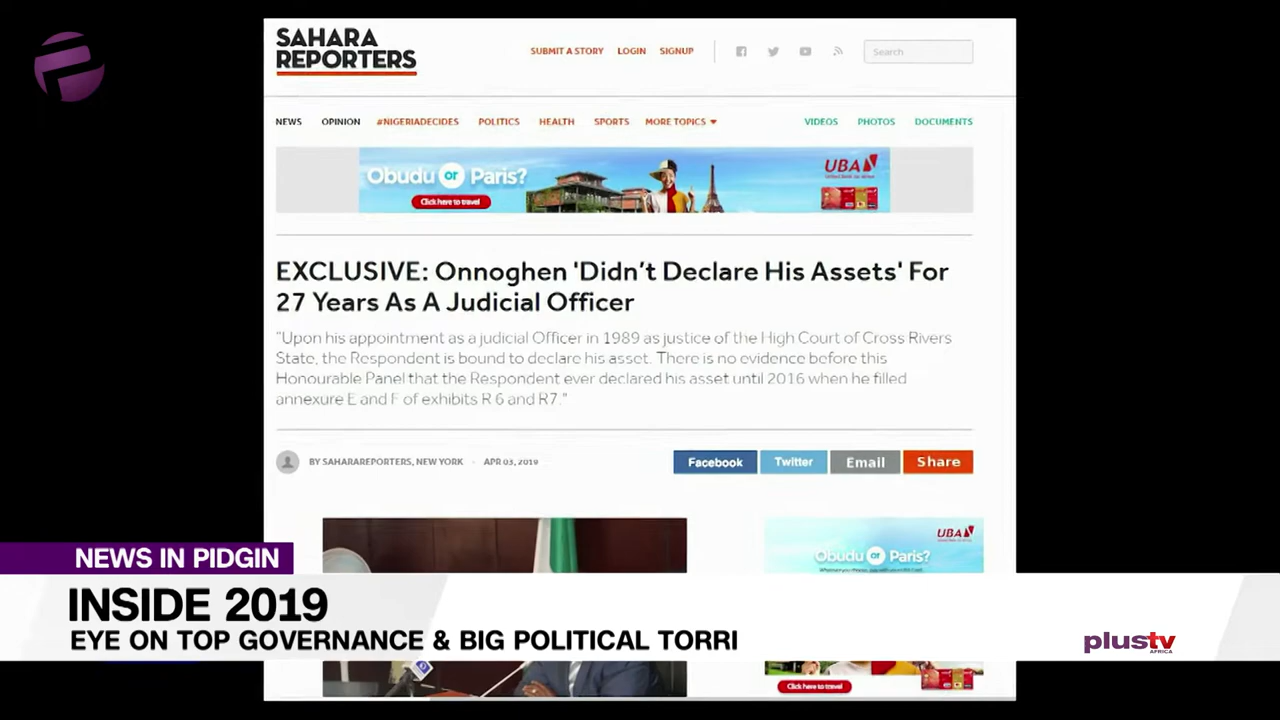 SAHARA
REPORTERS
SUBMIT A STORY LOGIN SIGNUP
Search
NEWS OPINION #NIGERIADECIDES POLITICS HEALTH SPORTS MORE TOPICS VIDEOS PHOTOS DOCUMENTS
Obudu or Paris?
Click here to travel
UBA
EXCLUSIVE: Onnoghen 'Didn’t Declare His Assets' For
27 Years As A Judicial Officer
"Upon his appointment as a judicial Officer in 1989 as justice of the High Court of Cross Rivers
State, the Respondent is bound to declare his asset. There is no evidence before this
Honourable Panel that the Respondent ever declared his asset until 2016 when he filled
annexure E and F of exhibits R 6 and R7."
BY SAHARAREPORTERS, NEW YORK APR 03, 2019
Facebook Twitter Email Share
UBA
Obudu or Paris?
NEWS IN PIDGIN
INSIDE 2019
EYE ON TOP GOVERNANCE & BIG POLITICAL TORRI
plustv
AFRICA
Click here to travel